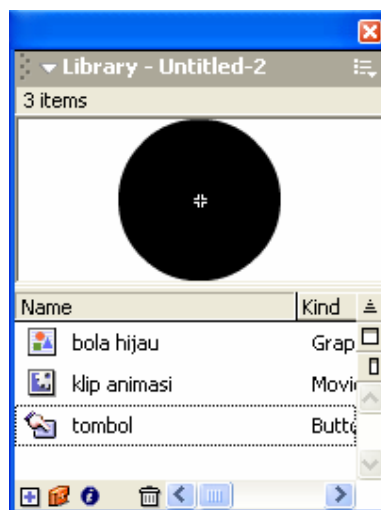 Library - Untitled-2
3 items
Name Kind
bola hijau Grap
klip animasi Movi
tombol Butt